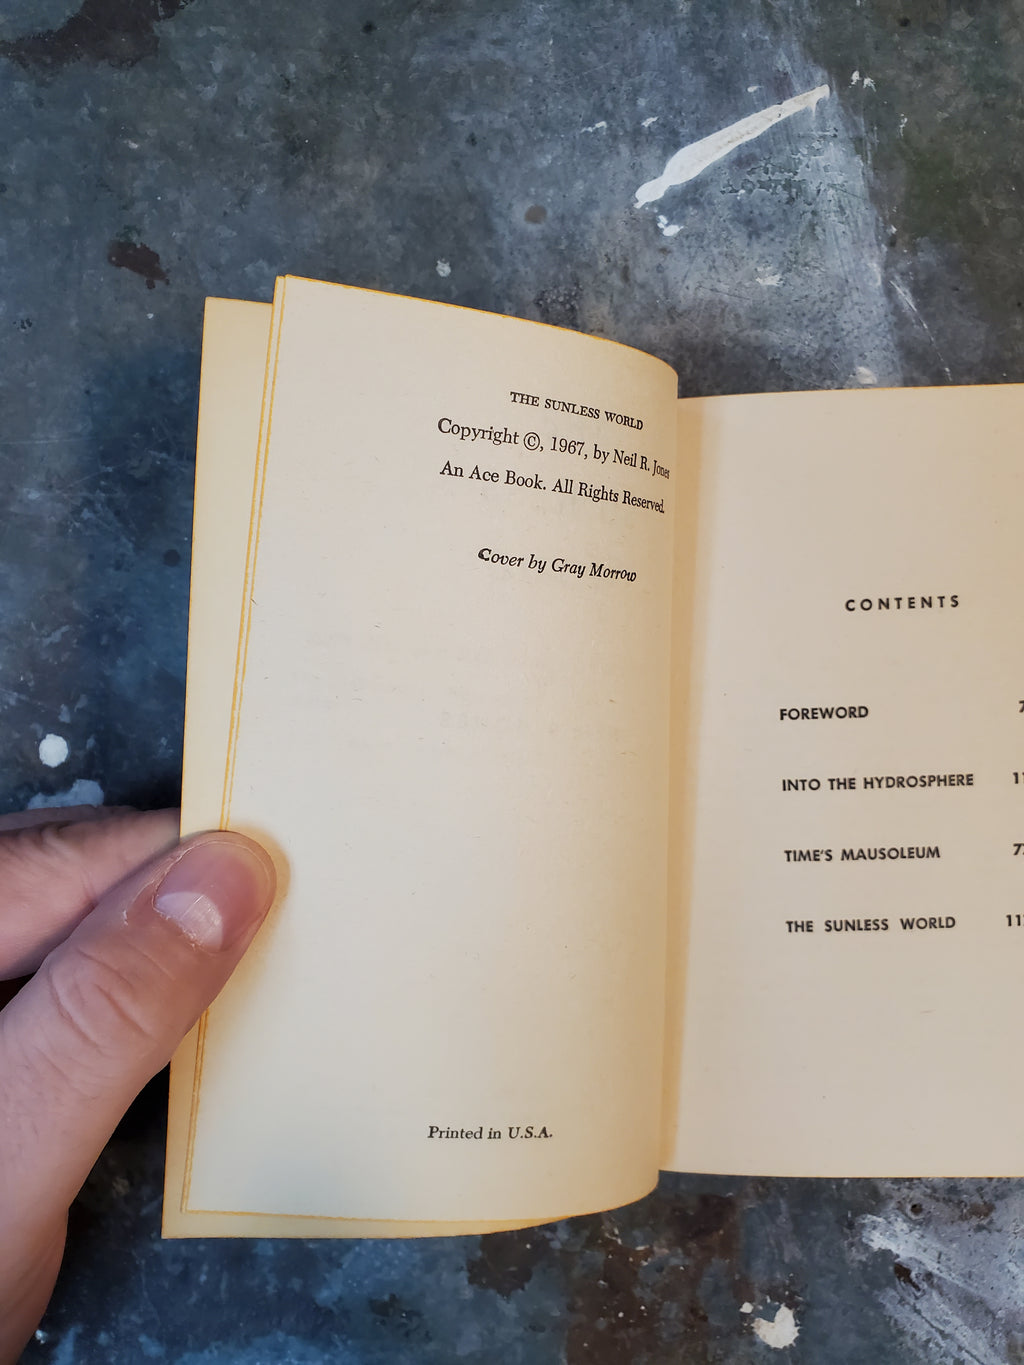 THE SUNLESS WORLD
Copyright ©, 1967, by Neil R. Jones
An Ace Book. All Rights Reserved.
Cover by Gray Morrow
Printed in U.S.A.
CONTENTS
FOREWORD 7
INTO THE HYDROSPHERE
TIME'S MAUSOLEUM
THE SUNLESS WORLD